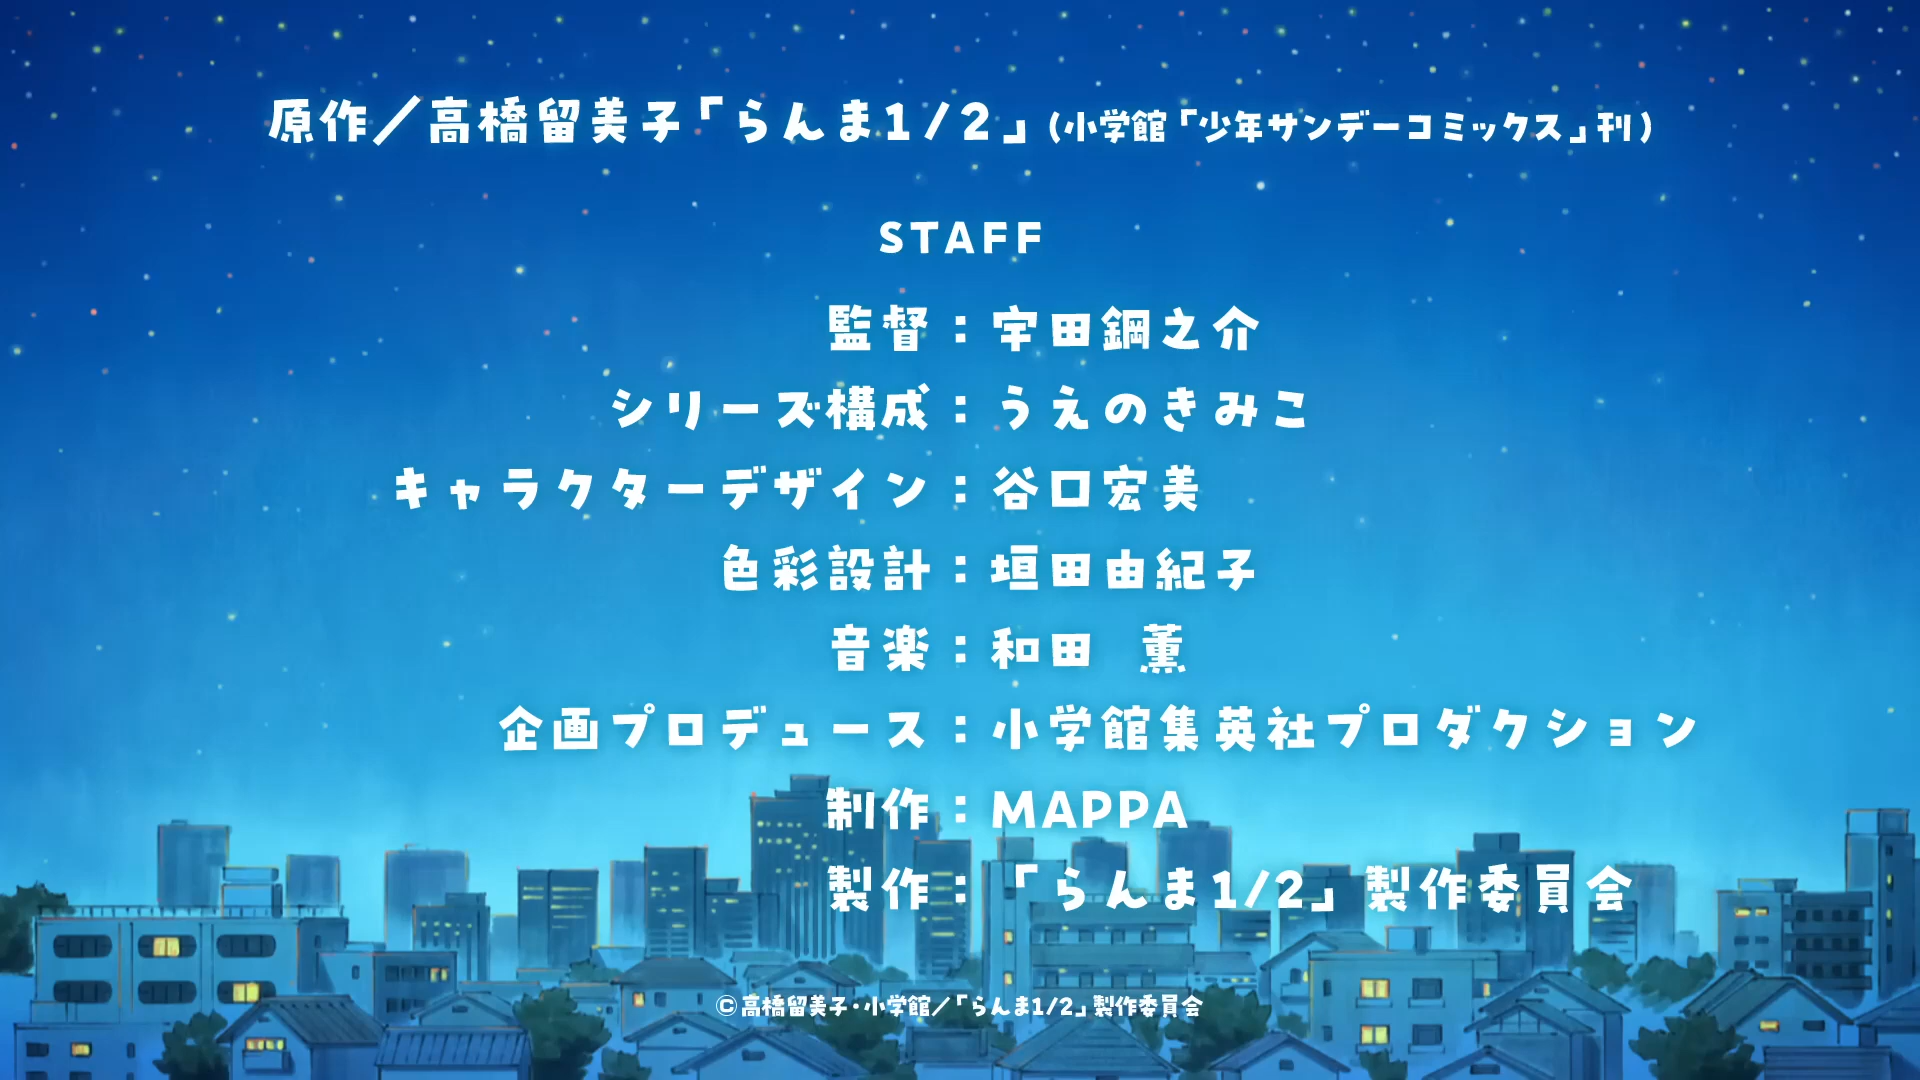 原作／高橋留美子「らんま1/2」(小学館「少年サンデーコミックス」刊)
STAFF
監督：宇田鋼之介
シリーズ構成：うえのきみこ
キャラクターデザイン：谷口宏美
色彩設計：垣田由紀子
音楽：和田　薫
企画プロデュース：小学館集英社プロダクション
制作：MAPPA
製作：「らんま1/2」製作委員会
©高橋留美子・小学館／「らんま1/2」製作委員会